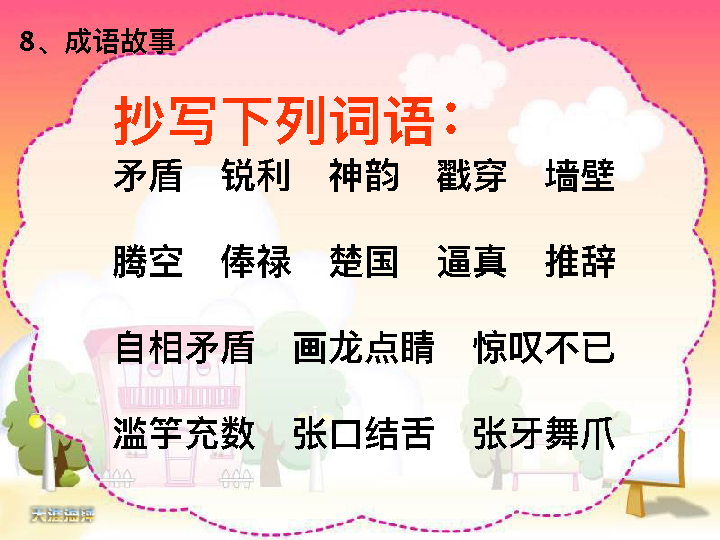 8、成语故事
抄写下列词语：
矛盾 锐利 神韵 戳穿 墙壁
腾空 俸禄 楚国 逼真 推辞
自相矛盾 画龙点睛 惊叹不已
滥竽充数 张口结舌 张牙舞爪